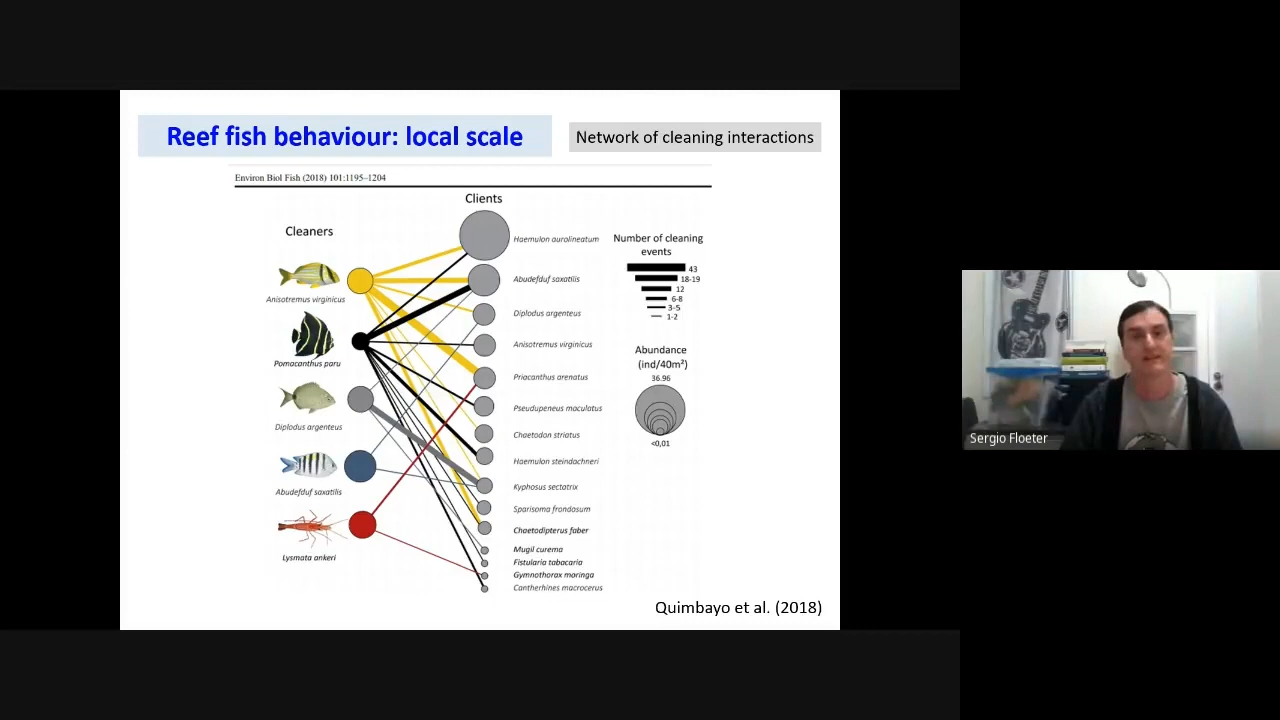 Reef fish behaviour: local scale
Network of cleaning interactions
Environ Biol Fish (2018) 101:1195–1204
Clients
Cleaners
Haemulon aurolineatum
Anisotremus virginicus
Abudefduf saxatilis
Pomacanthus paru
Diplodus argenteus
Anisotremus virginicus
Diplodus argenteus
Priacanthus arenatus
Pseudupeneus maculatus
Abudefduf saxatilis
Chaetodon striatus
Haemulon steindachneri
Lysmata ankeri
Kyphosus sectatrix
Sparisoma frondosum
Chaetodipterus faber
Mugil curema
Fistularia tabacaria
Gymnothorax moringa
Cantherhines macrocerus
Number of cleaning
events
43
18-19
12
6-8
3-5
1-2
Abundance
(ind/40m²)
36.96
<0,01
Quimbayo et al. (2018)
Sergio Floeter